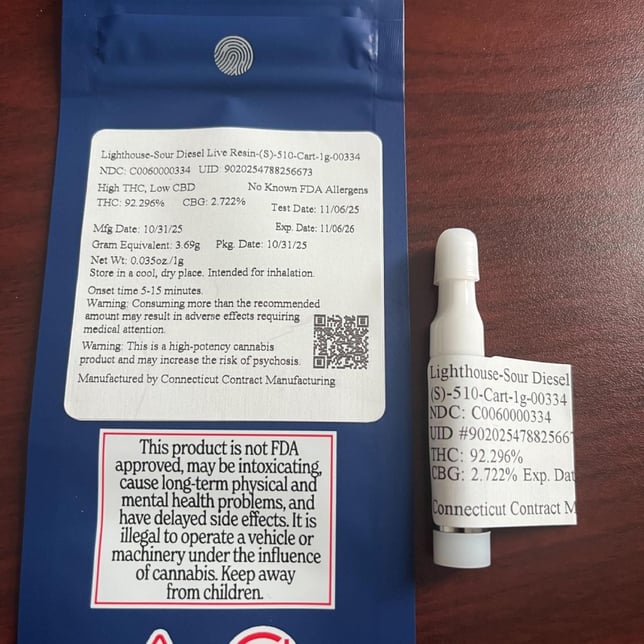 Lighthouse-Sour Diesel Live Resin-(S)-510-Cart-1g-00334
NDC: C0060000334 UID: 9020254788256673
High THC, Low CBD No Known FDA Allergens
THC: 92.296% CBG: 2.722% Test Date: 11/06/25
Mfg Date: 10/31/25 Exp. Date: 11/06/26
Gram Equivalent: 3.69g Pkg. Date: 10/31/25
Net Wt: 0.035oz./1g
Store in a cool, dry place. Intended for inhalation.
Onset time 5-15 minutes.
Warning: Consuming more than the recommended
amount may result in adverse effects requiring
medical attention.
Warning: This is a high-potency cannabis
product and may increase the risk of psychosis.
Manufactured by Connecticut Contract Manufacturing
This product is not FDA
approved, may be intoxicating,
cause long-term physical and
mental health problems, and
have delayed side effects. It is
illegal to operate a vehicle or
machinery under the influence
of cannabis. Keep away
from children.
Lighthouse-Sour Diesel
(S)-510-Cart-1g-00334
NDC: C0060000334
UID #902025478825667
THC: 92.296%
CBG: 2.722% Exp. Dat
Connecticut Contract M